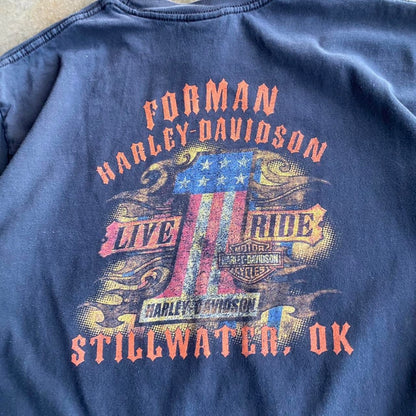 FORMAN
HARLEY-DAVIDSON
LIVE RIDE
MOTOR
HARLEY-DAVIDSON
CYCLES
HARLEY-DAVIDSON
STILLWATER, OK